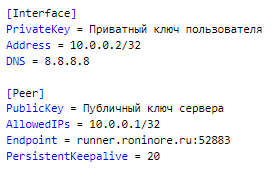 [Interface]
PrivateKey = Приватный ключ пользователя
Address = 10.0.0.2/32
DNS = 8.8.8.8

[Peer]
PublicKey = Публичный ключ сервера
AllowedIPs = 10.0.0.1/32
Endpoint = runner.roninore.ru:52883
PersistentKeepalive = 20